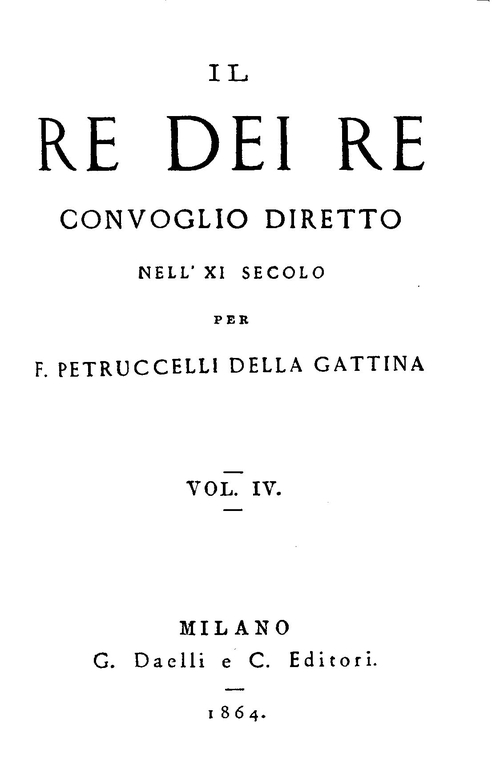 IL
RE DEI RE
CONVOGLIO DIRETTO
NELL' XI SECOLO
PER
F. PETRUCCELLI DELLA GATTINA
VOL. IV.
MILANO
G. Daelli e C. Editori.
1864.